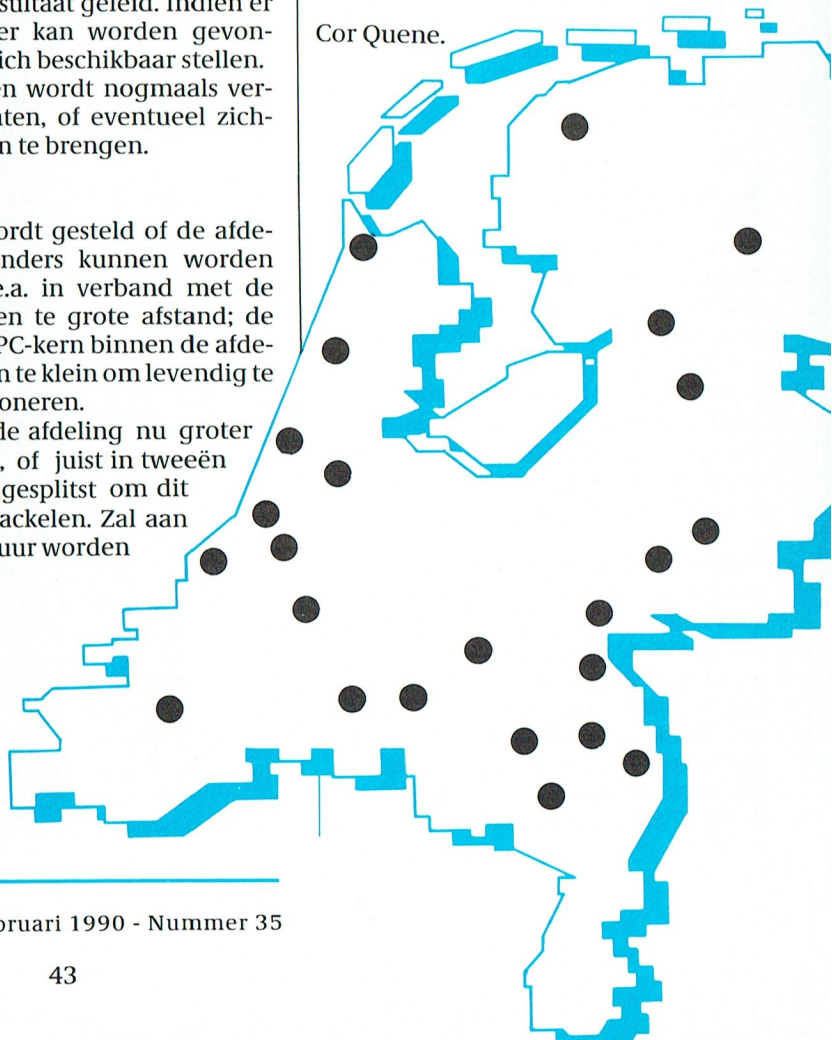 sultaat geleid. Indien er
er kan worden gevon-
ich beschikbaar stellen.
en wordt nogmaals ver-
ten, of eventueel zich-
n te brengen.
ordt gesteld of de afde-
nders kunnen worden
e.a. in verband met de
en te grote afstand; de
PC-kern binnen de afde-
n te klein om levendig te
oneren.
de afdeling nu groter
, of juist in tweeën
gesplitst om dit
ackelen. Zal aan
uur worden
Cor Quene.
bruari 1990 - Nummer 35
43